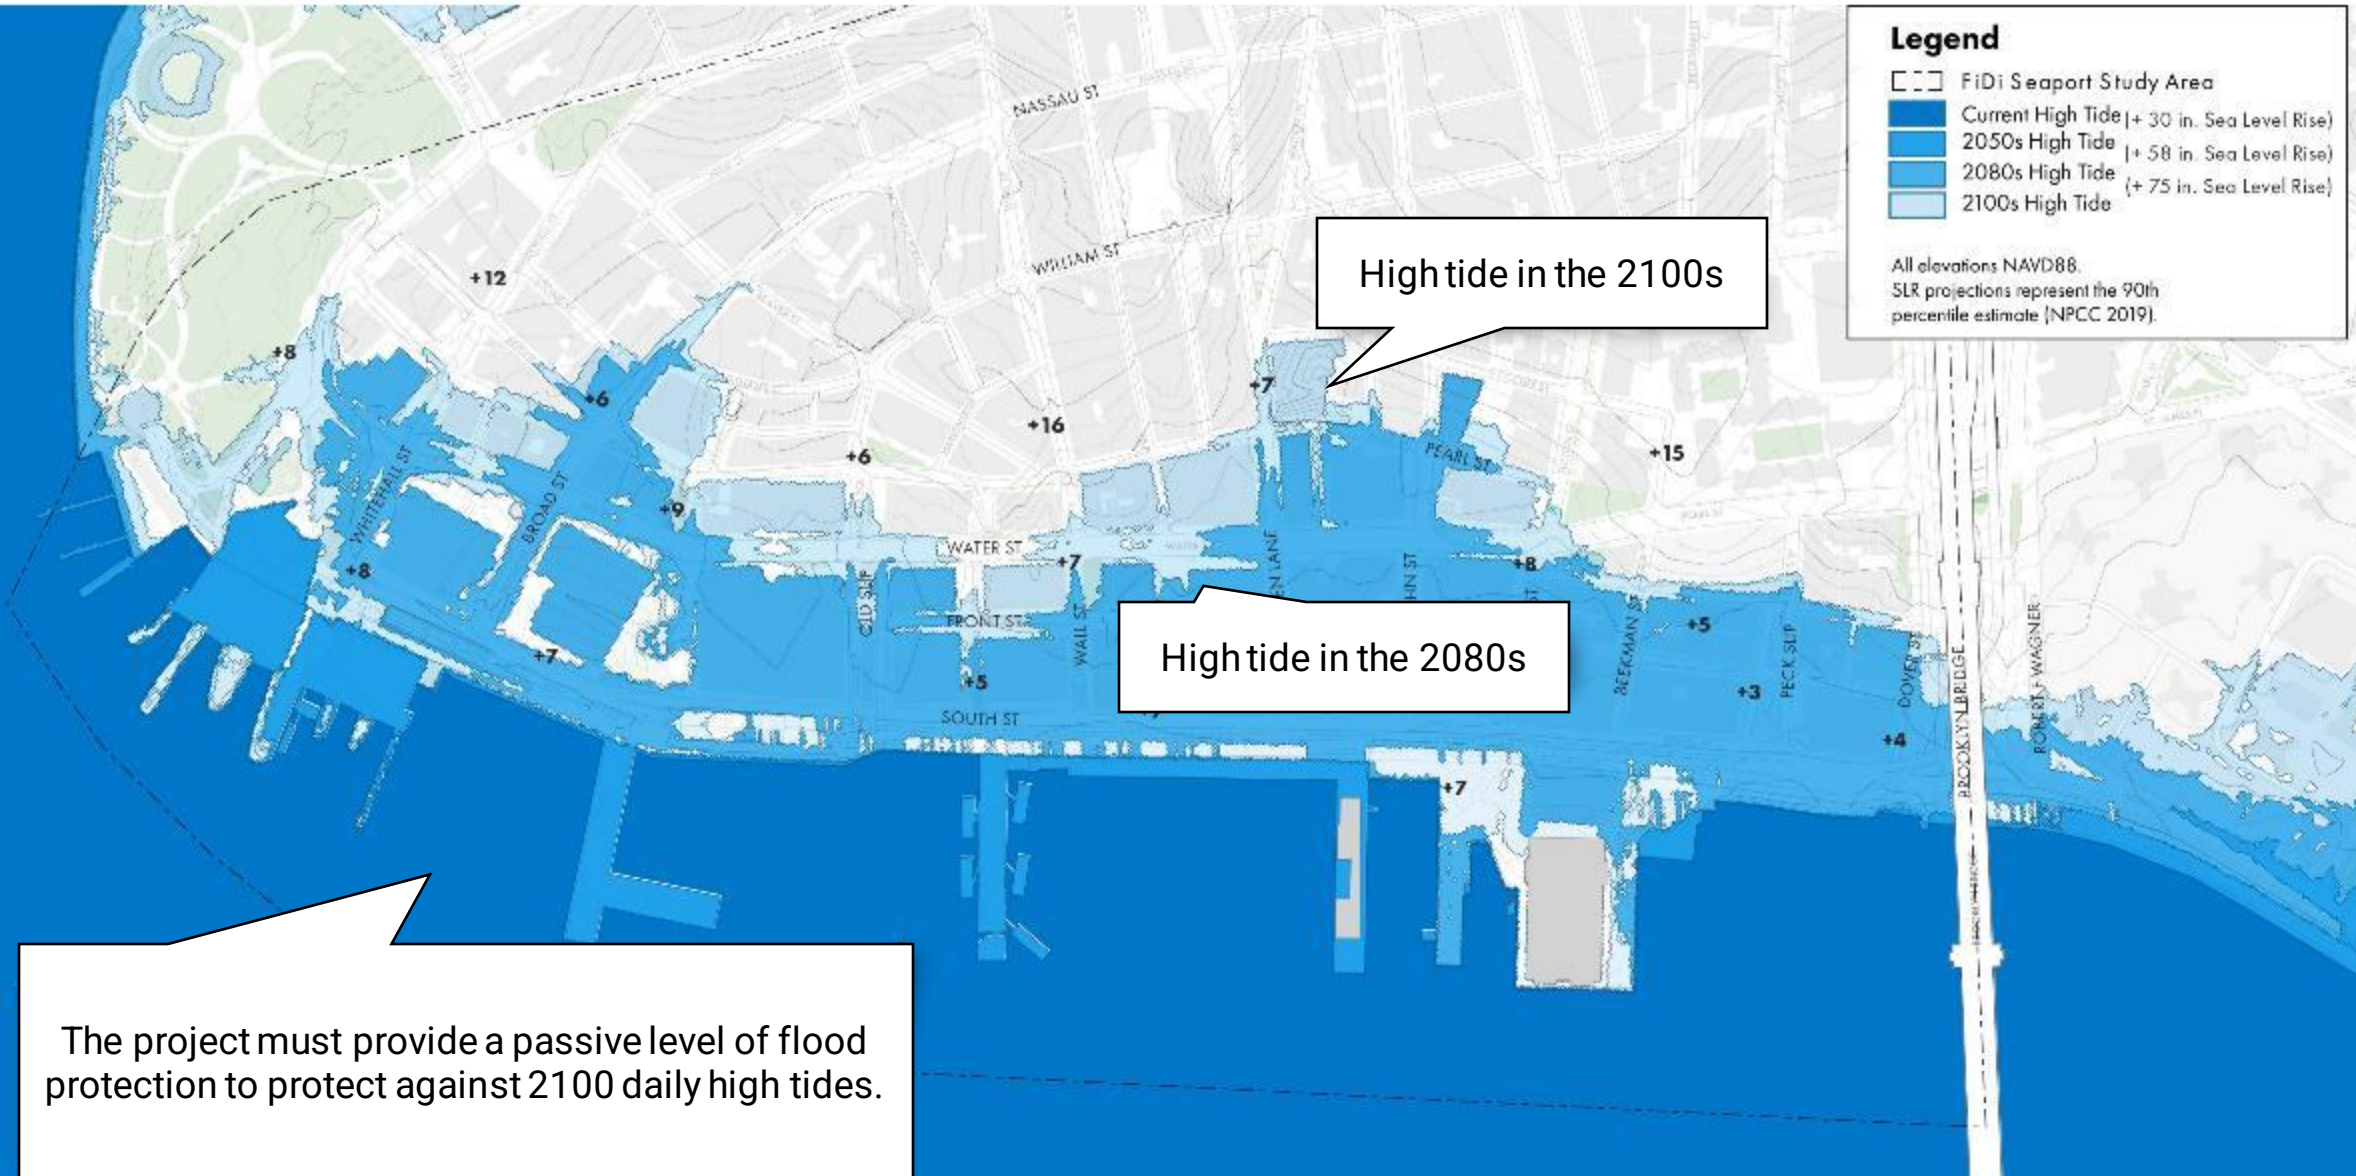 Legend
FiDi Seaport Study Area
Current High Tide
(+ 30 in. Sea Level Rise)
2050s High Tide
(+ 58 in. Sea Level Rise)
2080s High Tide
(+ 75 in. Sea Level Rise)
2100s High Tide
All elevations NAVD88.
SLR projections represent the 90th
percentile estimate (NPCC 2019).
NASSAU ST
WILLIAM ST
High tide in the 2100s
+12
+8
+7
+6
+16
+6
+15
PEARL ST
WHITEHALL ST
BROAD ST
+9
WATER ST
+7
+8
+8
OLD SLIP
FRONT ST
WALL ST
High tide in the 2080s
BEEKMAN ST
+5
PECK SLIP
DOVER ST
BROOKLYN BRIDGE
ROBERT F WAGNER
+7
+5
+3
SOUTH ST
+4
+7
The project must provide a passive level of flood
protection to protect against 2100 daily high tides.